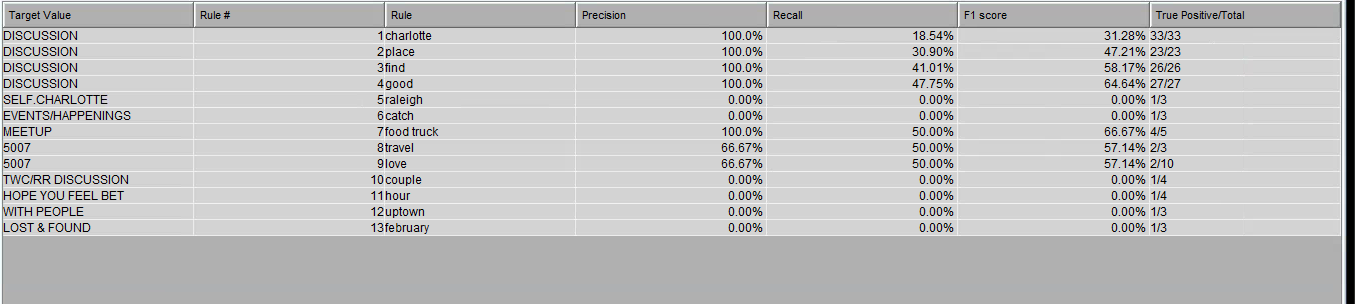 Target Value Rule # Rule Precision Recall F1 score True Positive/Total
DISCUSSION 1 charlotte 100.0% 18.54% 31.28% 33/33
DISCUSSION 2 place 100.0% 30.90% 47.21% 23/23
DISCUSSION 3 find 100.0% 41.01% 58.17% 26/26
DISCUSSION 4 good 100.0% 47.75% 64.64% 27/27
SELF.CHARLOTTE 5 raleigh 0.00% 0.00% 0.00% 1/3
EVENTS/HAPPENINGS 6 catch 0.00% 0.00% 0.00% 1/3
MEETUP 7 food truck 100.0% 50.00% 66.67% 4/5
5007 8 travel 66.67% 50.00% 57.14% 2/3
5007 9 love 66.67% 50.00% 57.14% 2/10
TWC/RR DISCUSSION 10 couple 0.00% 0.00% 0.00% 1/4
HOPE YOU FEEL BET 11 hour 0.00% 0.00% 0.00% 1/4
WITH PEOPLE 12 uptown 0.00% 0.00% 0.00% 1/3
LOST & FOUND 13 february 0.00% 0.00% 0.00% 1/3